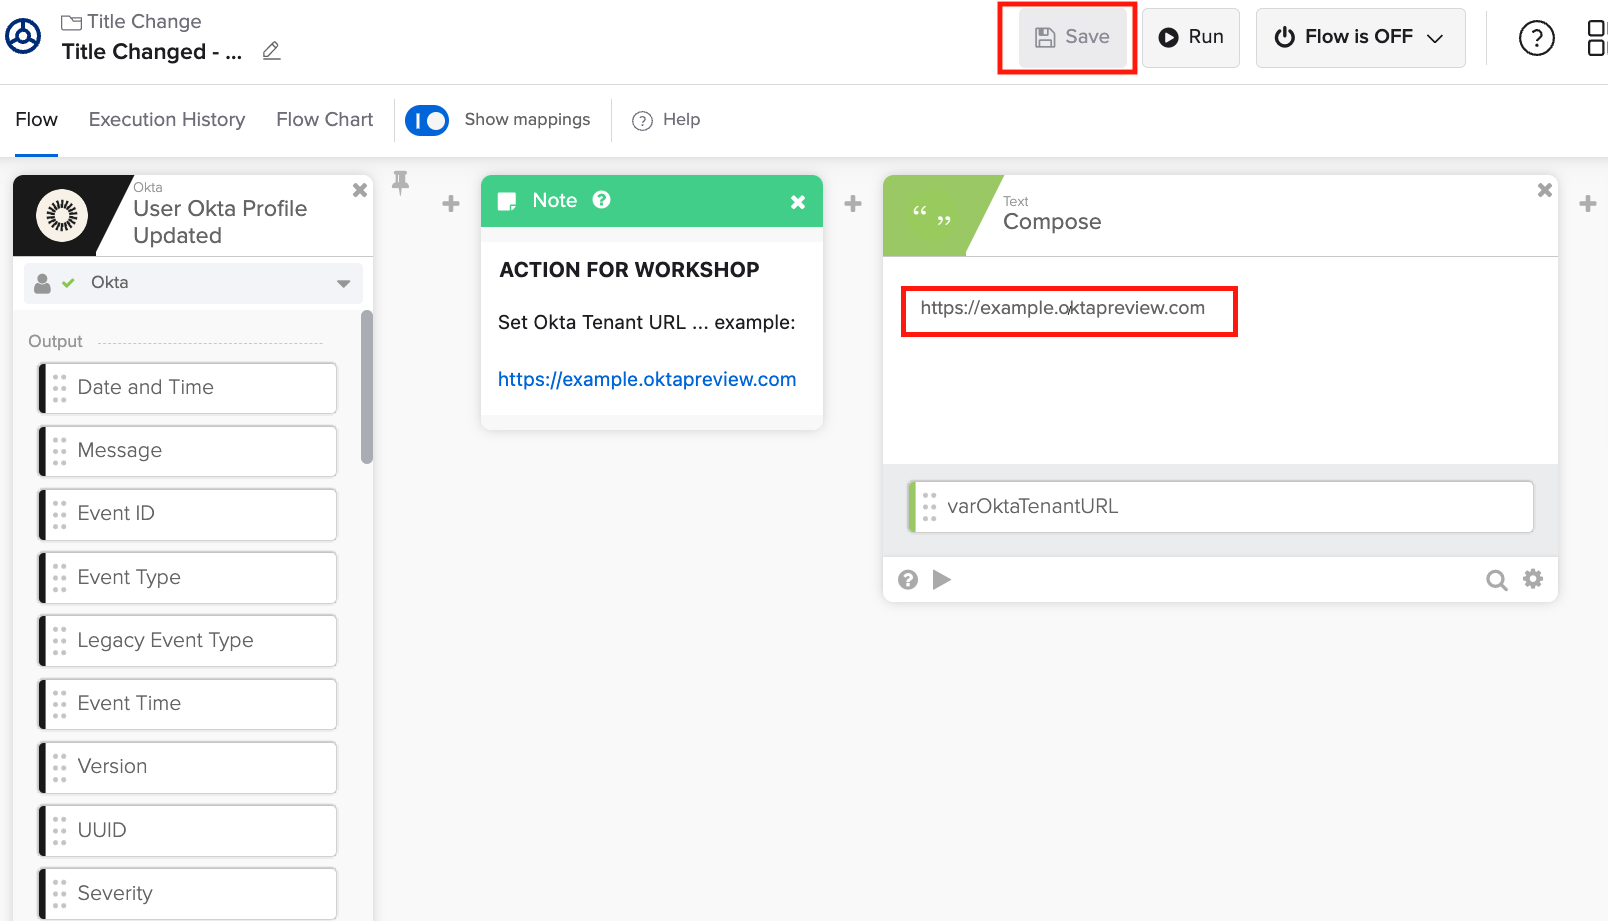 Title Change
Title Changed - ...
Save
Run
Flow is OFF
Flow
Execution History
Flow Chart
Show mappings
Help
Okta
User Okta Profile
Updated
Okta
Output
Date and Time
Message
Event ID
Event Type
Legacy Event Type
Event Time
Version
UUID
Severity
Note
ACTION FOR WORKSHOP
Set Okta Tenant URL ... example:
https://example.oktapreview.com
Text
Compose
https://example.oktapreview.com
varOktaTenantURL